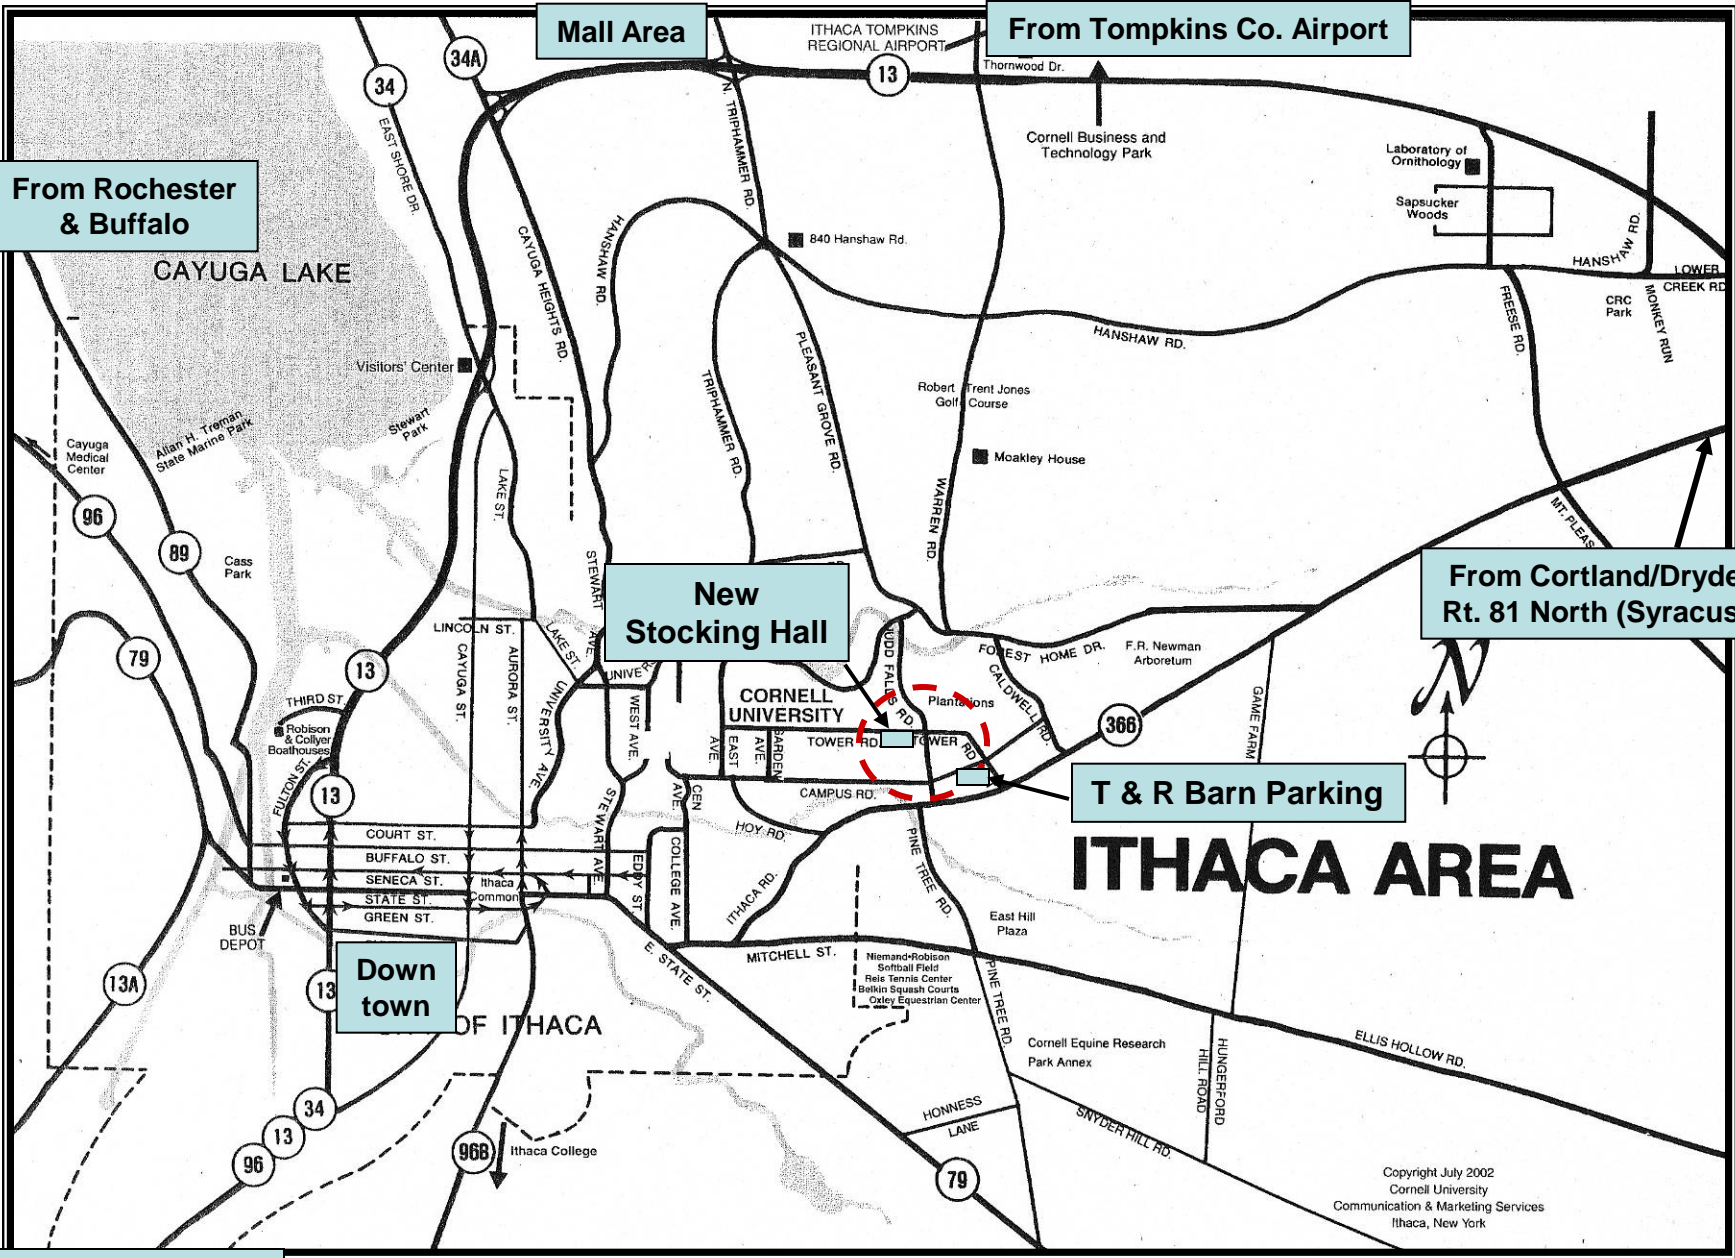 Mall Area
From Tompkins Co. Airport
ITHACA TOMPKINS
REGIONAL AIRPORT
Thornwood Dr.
34A
34
13
EAST SHORE DR.
N. TRIPHAMMER RD.
Cornell Business and
Technology Park
Laboratory of
Ornithology
Sapsucker
Woods
From Rochester
& Buffalo
CAYUGA LAKE
CAYUGA HEIGHTS RD.
HANSHAW RD.
840 Hanshaw Rd.
HANSHAW RD.
HANSHAW RD.
LOWER
CREEK RD
CRC
Park
MONKEY RUN
FREESE RD.
Visitors' Center
TRIPHAMMER RD.
PLEASANT GROVE RD.
Robert Trent Jones
Golf Course
Moakley House
WARREN RD.
Allan H. Treman
State Marine Park
Stewart
Park
Cayuga
Medical
Center
96
89
LAKE ST.
Cass
Park
MT. PLEAS
From Cortland/Dryde
Rt. 81 North (Syracus
New
Stocking Hall
STEWART
AVE.
79
LINCOLN ST.
LAKE ST.
CAYUGA ST.
AURORA ST.
UNIVERSITY AVE.
UNIVER
WEST AVE.
JUDD FALLS RD.
FOREST HOME DR.
CALDWELL RD.
F.R. Newman
Arboretum
Plantations
GAME FARM
N
13
THIRD ST.
Robison
& Collyer
Boathouses
FULTON ST.
13
CORNELL
UNIVERSITY
TOWER RD.
TOWER
RD.
EAST
AVE.
GARDEN
AVE.
CAMPUS RD.
366
T & R Barn Parking
CEN
AVE.
HOY RD.
STEWART AVE.
COURT ST.
BUFFALO ST.
SENECA ST.
STATE ST.
GREEN ST.
Ithaca
Common
EDDY ST.
COLLEGE AVE.
ITHACA RD.
PINE TREE RD.
ITHACA AREA
BUS
DEPOT
East Hill
Plaza
MITCHELL ST.
E. STATE ST.
Niemand•Robison
Softball Field
Reis Tennis Center
Belkin Squash Courts
Oxley Equestrian Center
PINE TREE RD.
13A
13
Down
town
OF ITHACA
Cornell Equine Research
Park Annex
ELLIS HOLLOW RD.
HUNGERFORD
HILL ROAD
HONNESS
LANE
SNYDER HILL RD.
34
13
96
96B
Ithaca College
79
Copyright July 2002
Cornell University
Communication & Marketing Services
Ithaca, New York